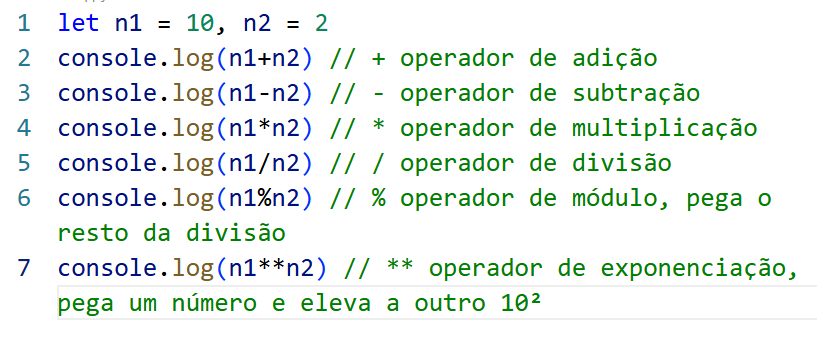 1 let n1 = 10, n2 = 2
2 console.log(n1+n2) // + operador de adição
3 console.log(n1-n2) // - operador de subtração
4 console.log(n1*n2) // * operador de multiplicação
5 console.log(n1/n2) // / operador de divisão
6 console.log(n1%n2) // % operador de módulo, pega o
resto da divisão
7 console.log(n1**n2) // ** operador de exponenciação,
pega um número e eleva a outro 10²